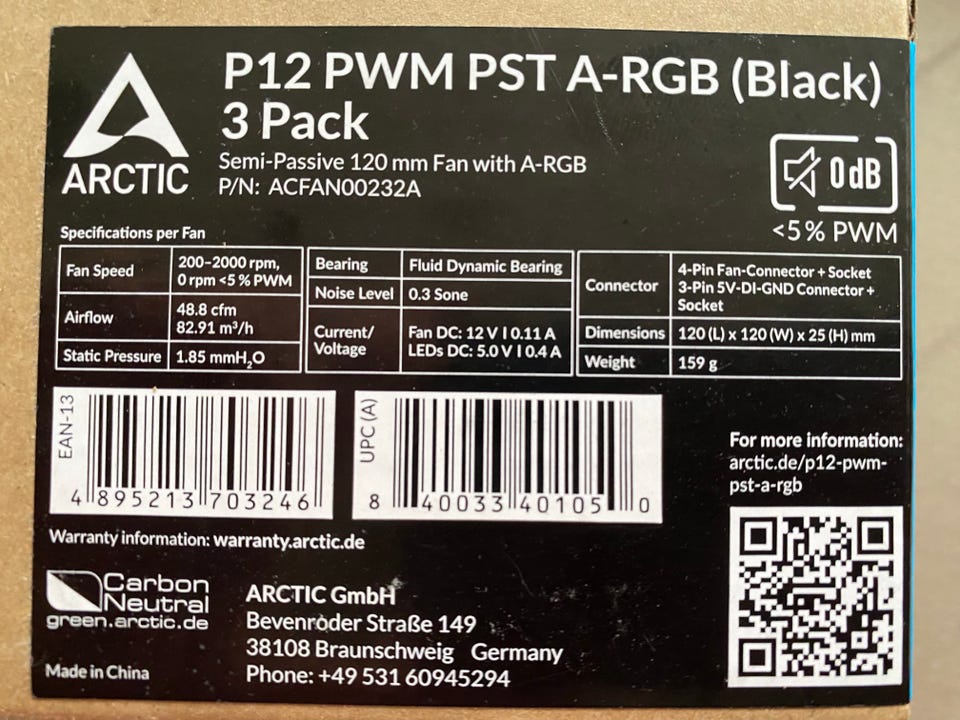 ARCTIC
P12 PWM PST A-RGB (Black)
3 Pack
Semi-Passive 120 mm Fan with A-RGB
P/N: ACFAN00232A
0 dB
<5% PWM
Specifications per Fan
Fan Speed
200–2000 rpm,
0 rpm <5 % PWM
Airflow
48.8 cfm
82.91 m³/h
Static Pressure
1.85 mmH₂O
Bearing
Fluid Dynamic Bearing
Noise Level
0.3 Sone
Current/
Voltage
Fan DC: 12 V I 0.11 A
LEDs DC: 5.0 V I 0.4 A
Connector
4-Pin Fan-Connector + Socket
3-Pin 5V-DI-GND Connector +
Socket
Dimensions
120 (L) x 120 (W) x 25 (H) mm
Weight
159 g
EAN-13
4 895213 703246
UPC (A)
8 40033 40105 0
For more information:
arctic.de/p12-pwm-
pst-a-rgb
Warranty information: warranty.arctic.de
Carbon
Neutral
green.arctic.de
Made in China
ARCTIC GmbH
Bevenroder Straße 149
38108 Braunschweig Germany
Phone: +49 531 60945294